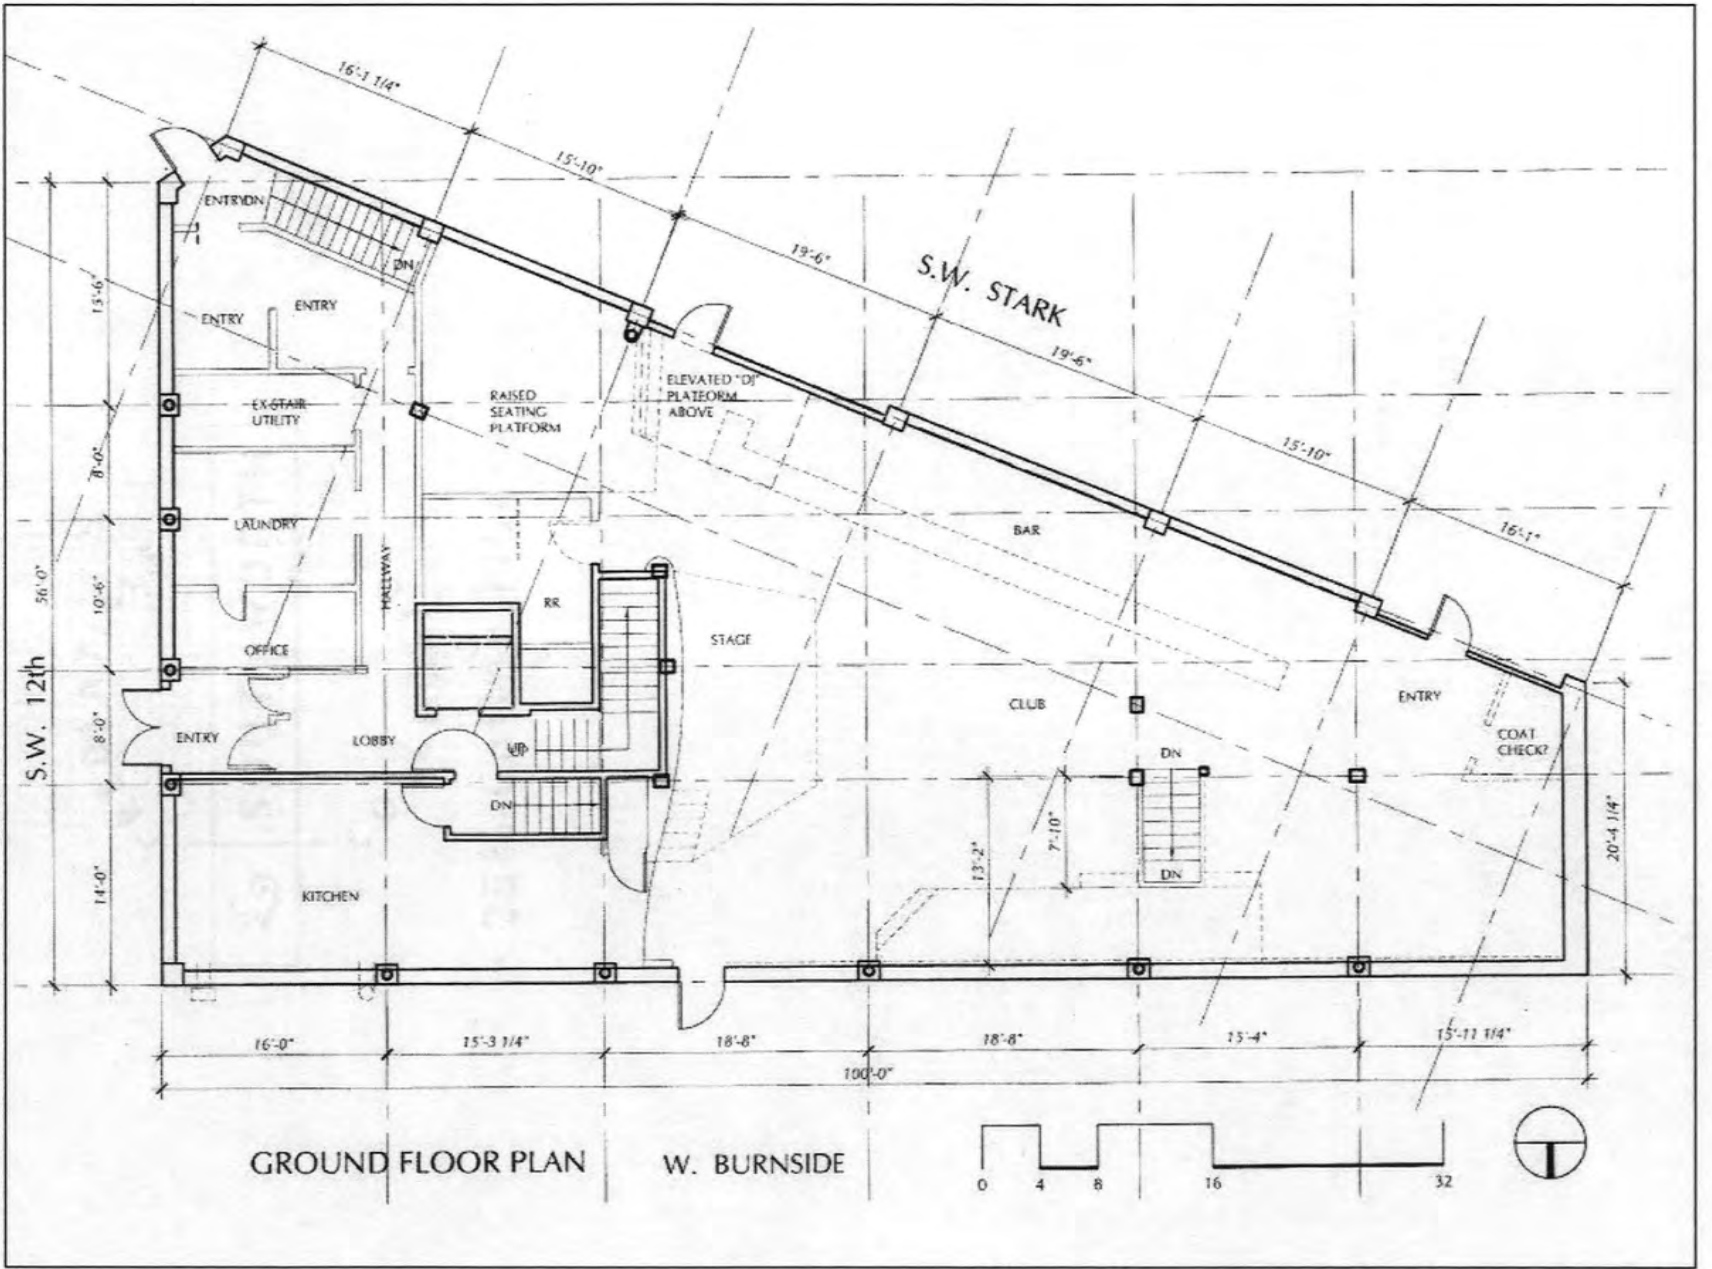 16'-1 1/4"
15'-10"
19'-6"
S.W. STARK
19'-6"
15'-10"
16'-1"
ENTRYDN
DN
ENTRY
ENTRY
15'-6"
EX-STAIR
UTILITY
RAISED
SEATING
PLATFORM
ELEVATED "DJ"
PLATFORM
ABOVE
8'-0"
LAUNDRY
BAR
HALLWAY
56'-0"
10'-6"
RR
STAGE
OFFICE
S.W. 12th
8'-0"
ENTRY
LOBBY
UP
CLUB
ENTRY
COAT
CHECK?
DN
DN
13'-2"
7'-10"
DN
20'-4 1/4"
14'-0"
KITCHEN
16'-0"
15'-3 1/4"
18'-8"
18'-8"
15'-4"
15'-11 1/4"
100'-0"
GROUND FLOOR PLAN
W. BURNSIDE
0 4 8 16 32